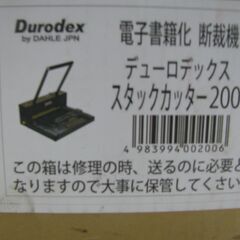 Durodex
by DAHLE JPN
電子書籍化 断裁機
デューロデックス
スタックカッター200
4 983994 002006
この箱は修理の時、送るのに必要と
なりますので大事に保管してください